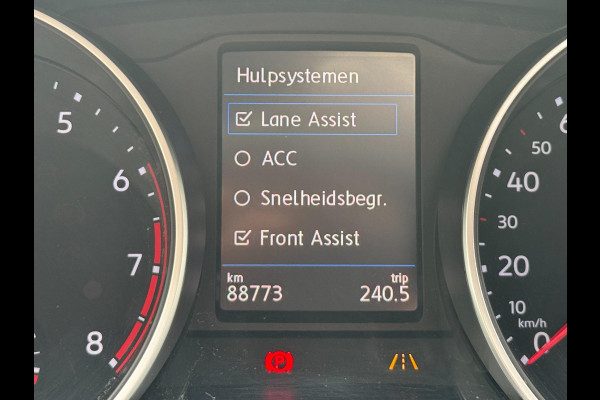 Hulpsystemen
Lane Assist
ACC
Snelheidsbegr.
Front Assist
km
trip
88773
240.5
5
6
7
8
50
40
30
20
10
km/h
0
P